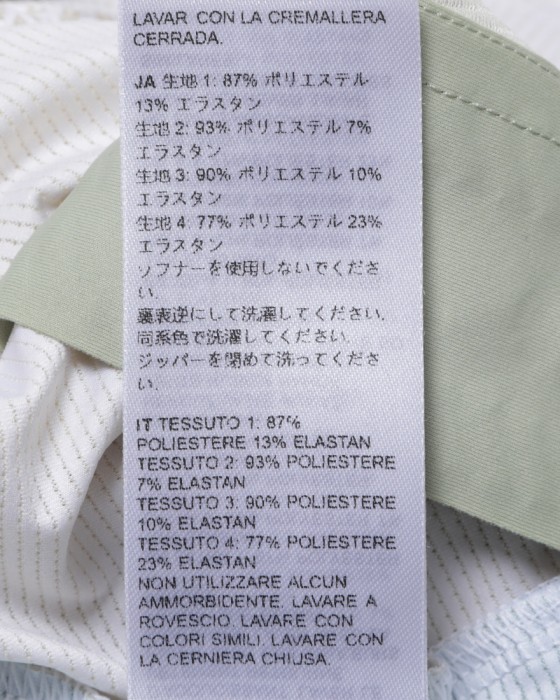 LAVAR CON LA CREMALLERA
CERRADA.
JA 生地 1: 87% ポリエステル
13% エラスタン
生地 2: 93% ポリエステル 7%
エラスタン
生地 3: 90% ポリエステル 10%
エラスタン
生地 4: 77% ポリエステル 23%
エラスタン
ソフナーを使用しないでくださ
い.
裏表逆にして洗濯してください.
同系色で洗濯してください.
ジッパーを閉めて洗ってくださ
い.
IT TESSUTO 1: 87%
POLIESTERE 13% ELASTAN
TESSUTO 2: 93% POLIESTERE
7% ELASTAN
TESSUTO 3: 90% POLIESTERE
10% ELASTAN
TESSUTO 4: 77% POLIESTERE
23% ELASTAN
NON UTILIZZARE ALCUN
AMMORBIDENTE. LAVARE A
ROVESCIO. LAVARE CON
COLORI SIMILI. LAVARE CON
LA CERNIERA CHIUSA.